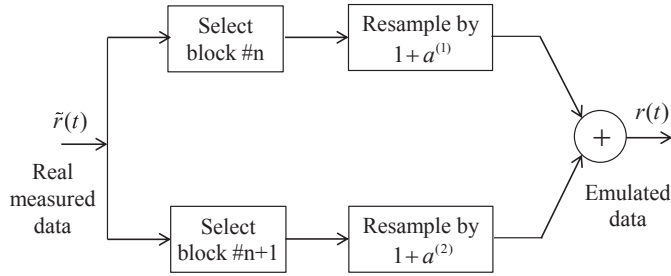 Select
block #n
Resample by
1 + a^(1)
r̃(t)
Real
measured
data
+
r(t)
Emulated
data
Select
block #n+1
Resample by
1 + a^(2)